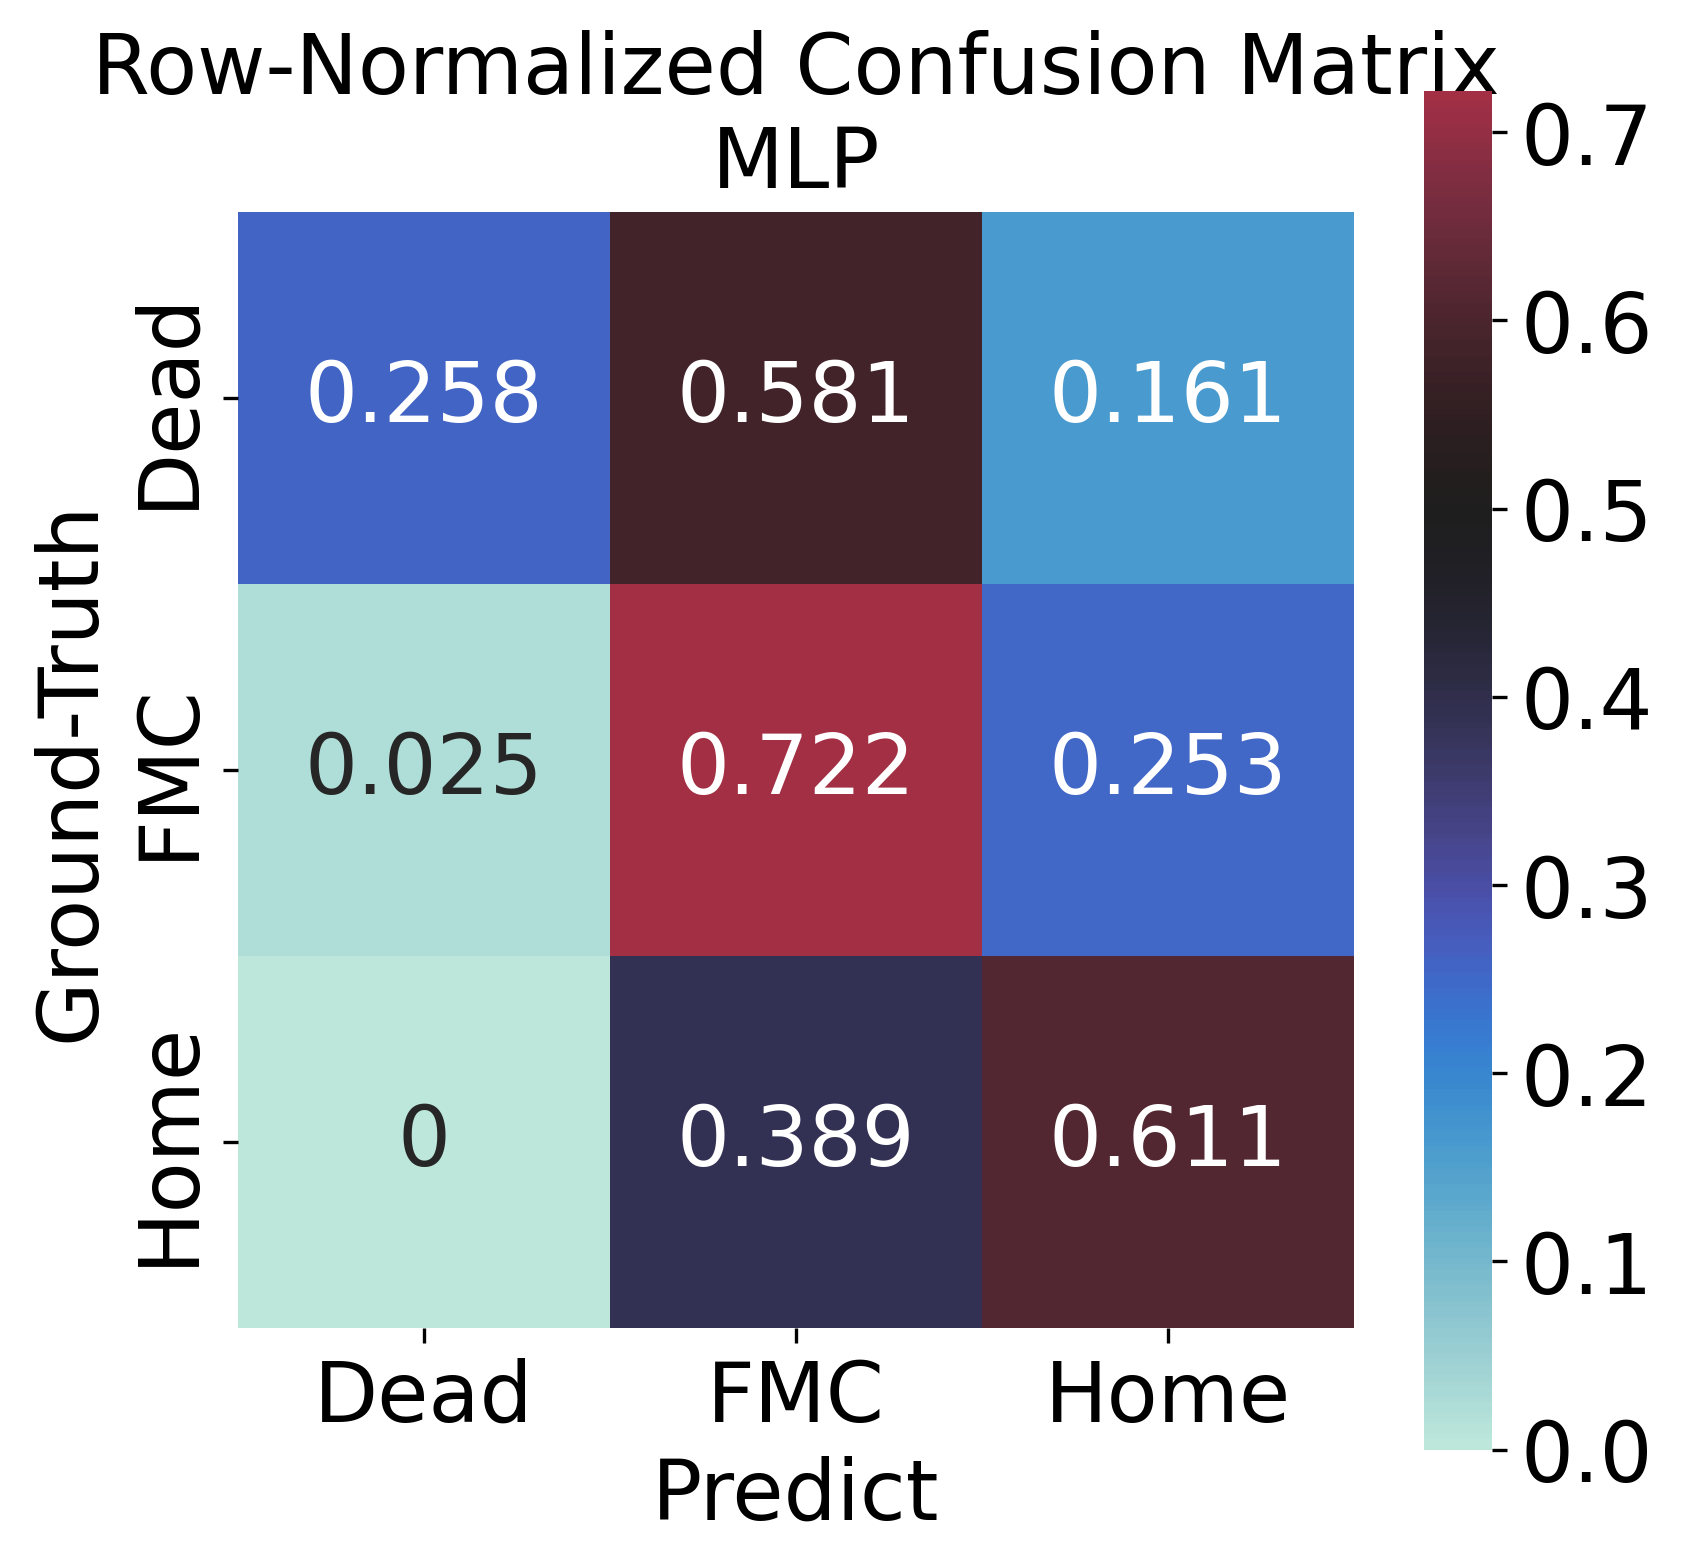 Row-Normalized Confusion Matrix
MLP
Ground-Truth
Dead
0.258 0.581 0.161
FMC
0.025 0.722 0.253
Home
0 0.389 0.611
Dead FMC Home
Predict
0.7
0.6
0.5
0.4
0.3
0.2
0.1
0.0